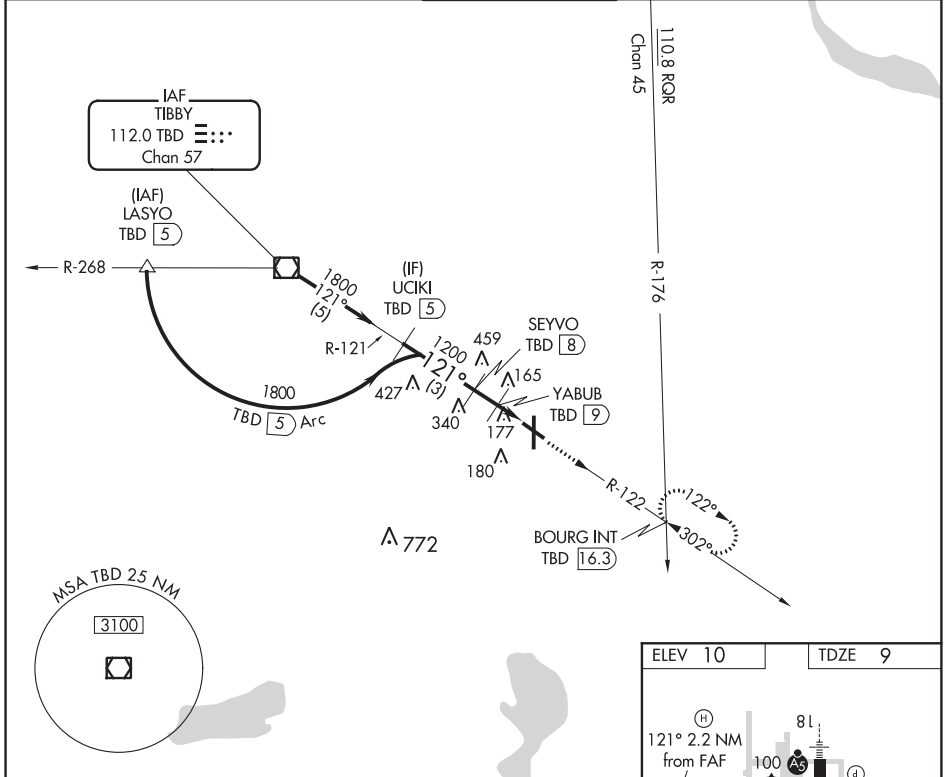 110.8 RQR
Chan 45
IAF
TIBBY
112.0 TBD
Chan 57
(IAF)
LASYO
TBD 5
R-268
1800
121°
(5)
(IF)
UCIKI
TBD 5
R-121
R-176
459
SEYVO
TBD 8
1200
121°
(3)
165
427
YABUB
TBD 9
1800
TBD 5 Arc
340
177
180
R-122
122°
302°
BOURG INT
TBD 16.3
772
MSA TBD 25 NM
3100
ELEV 10
TDZE 9
H
18
121° 2.2 NM
from FAF
100
A5
d